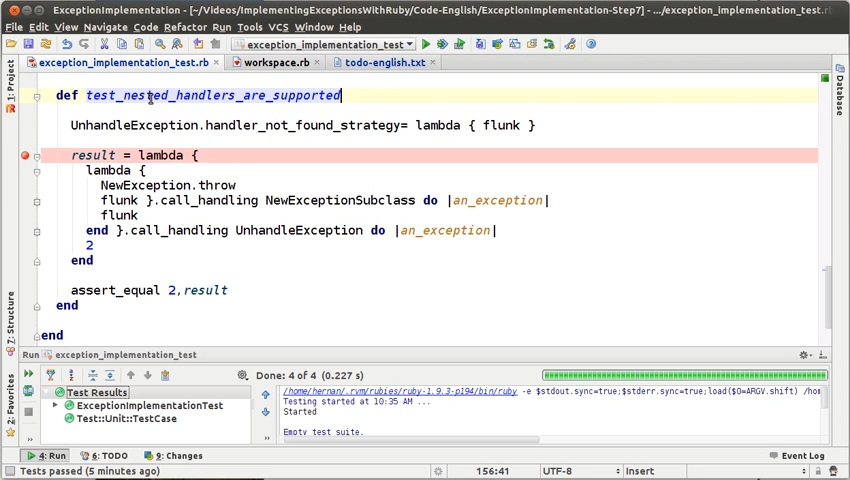 ExceptionImplementation - [~/Videos/ImplementingExceptionsWithRuby/Code-English/ExceptionImplementation-Step7] - .../exception_implementation_test.rb
File Edit View Navigate Code Refactor Run Tools VCS Window Help
exception_implementation_test
exception_implementation_test.rb workspace.rb todo-english.txt
def test_nested_handlers_are_supported
UnhandleException.handler_not_found_strategy= lambda { flunk }
result = lambda {
lambda {
NewException.throw
flunk }.call_handling NewExceptionSubclass do |an_exception|
flunk
end }.call_handling UnhandleException do |an_exception|
2
end
assert_equal 2,result
end
end
1: Project
7: Structure
2: Favorites
Database
Run exception_implementation_test
Done: 4 of 4 (0.227 s)
Test Results
ExceptionImplementationTest
Test::Unit::TestCase
/home/hernan/.rvm/rubies/ruby-1.9.3-p194/bin/ruby -e $stdout.sync=true;$stderr.sync=true;load($0=ARGV.shift) /hom
Testing started at 10:35 AM ...
Started
Empty test suite.
4: Run 6: TODO 9: Changes Event Log
Tests passed (5 minutes ago) 156:41 UTF-8 Insert